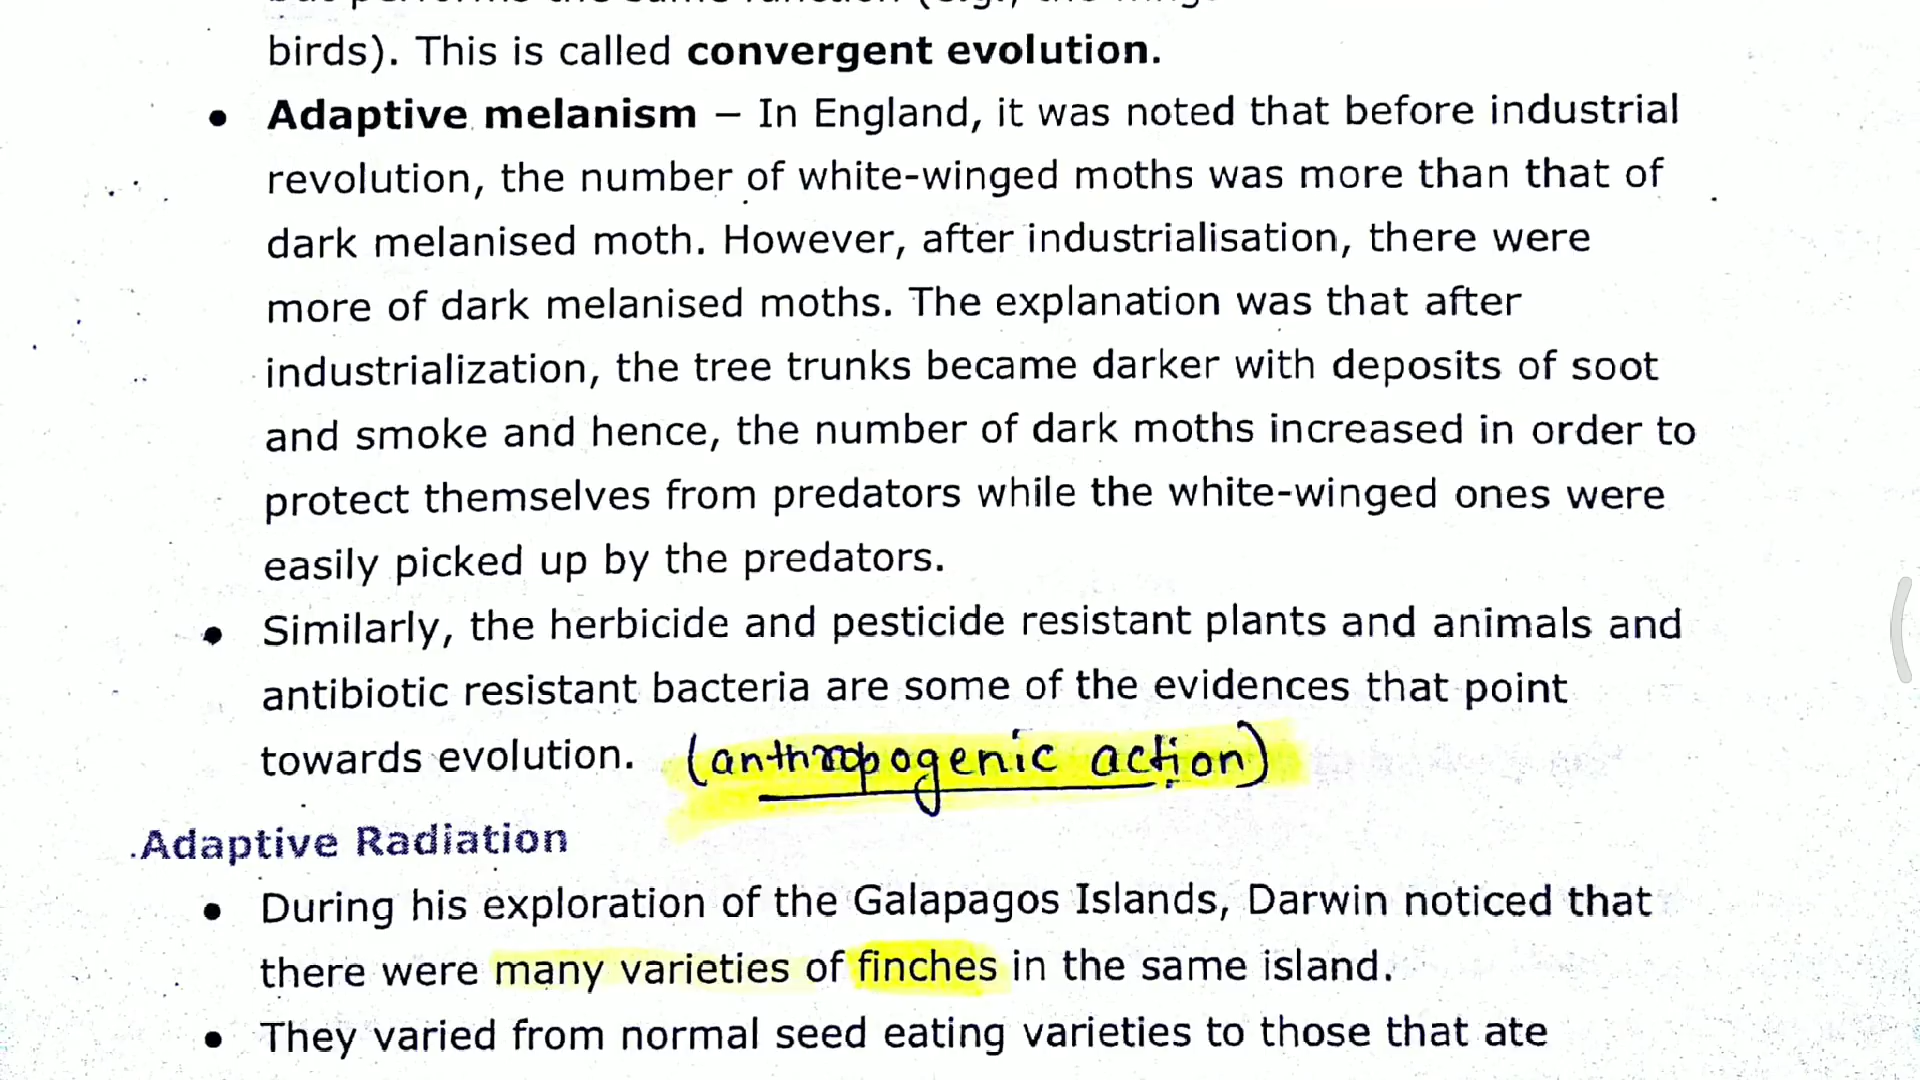 birds). This is called convergent evolution.
• Adaptive melanism – In England, it was noted that before industrial
revolution, the number of white-winged moths was more than that of
dark melanised moth. However, after industrialisation, there were
more of dark melanised moths. The explanation was that after
industrialization, the tree trunks became darker with deposits of soot
and smoke and hence, the number of dark moths increased in order to
protect themselves from predators while the white-winged ones were
easily picked up by the predators.
• Similarly, the herbicide and pesticide resistant plants and animals and
antibiotic resistant bacteria are some of the evidences that point
towards evolution. (anthropogenic action)
Adaptive Radiation
• During his exploration of the Galapagos Islands, Darwin noticed that
there were many varieties of finches in the same island.
• They varied from normal seed eating varieties to those that ate